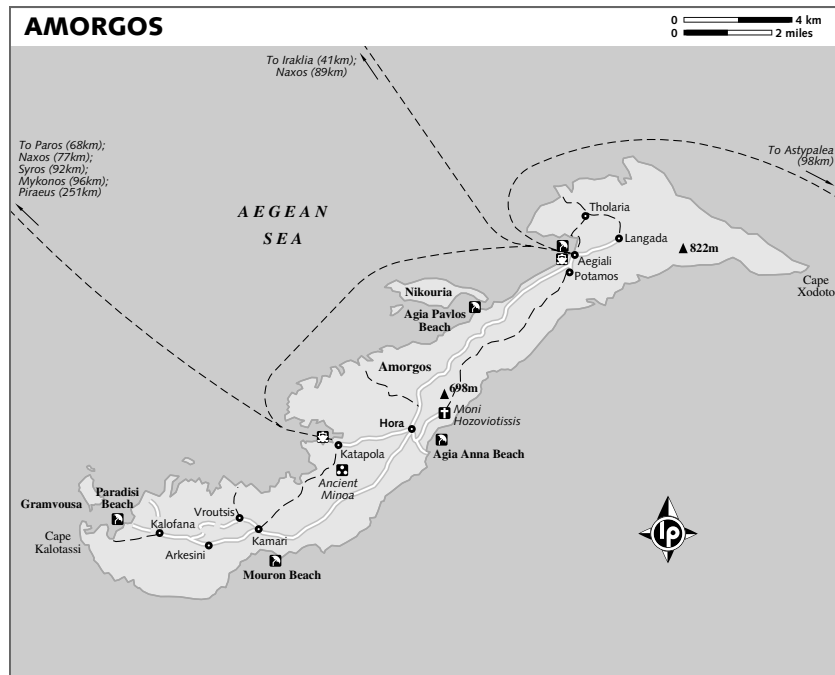 AMORGOS
0 4 km
0 2 miles
To Iraklia (41km);
Naxos (89km)
To Paros (68km);
Naxos (77km);
Syros (92km);
Mykonos (96km);
Piraeus (251km)
To Astypalea
(98km)
AEGEAN
SEA
Tholaria
Langada
822m
Aegiali
Potamos
Cape
Xodoto
Nikouria
Agia Pavlos
Beach
Amorgos
698m
Moni
Hozoviotissis
Hora
Katapola
Agia Anna Beach
Ancient
Minoa
Paradisi
Beach
Gramvousa
Vroutsis
Kalofana
Cape
Kalotassi
Kamari
Arkesini
Mouron Beach
lp